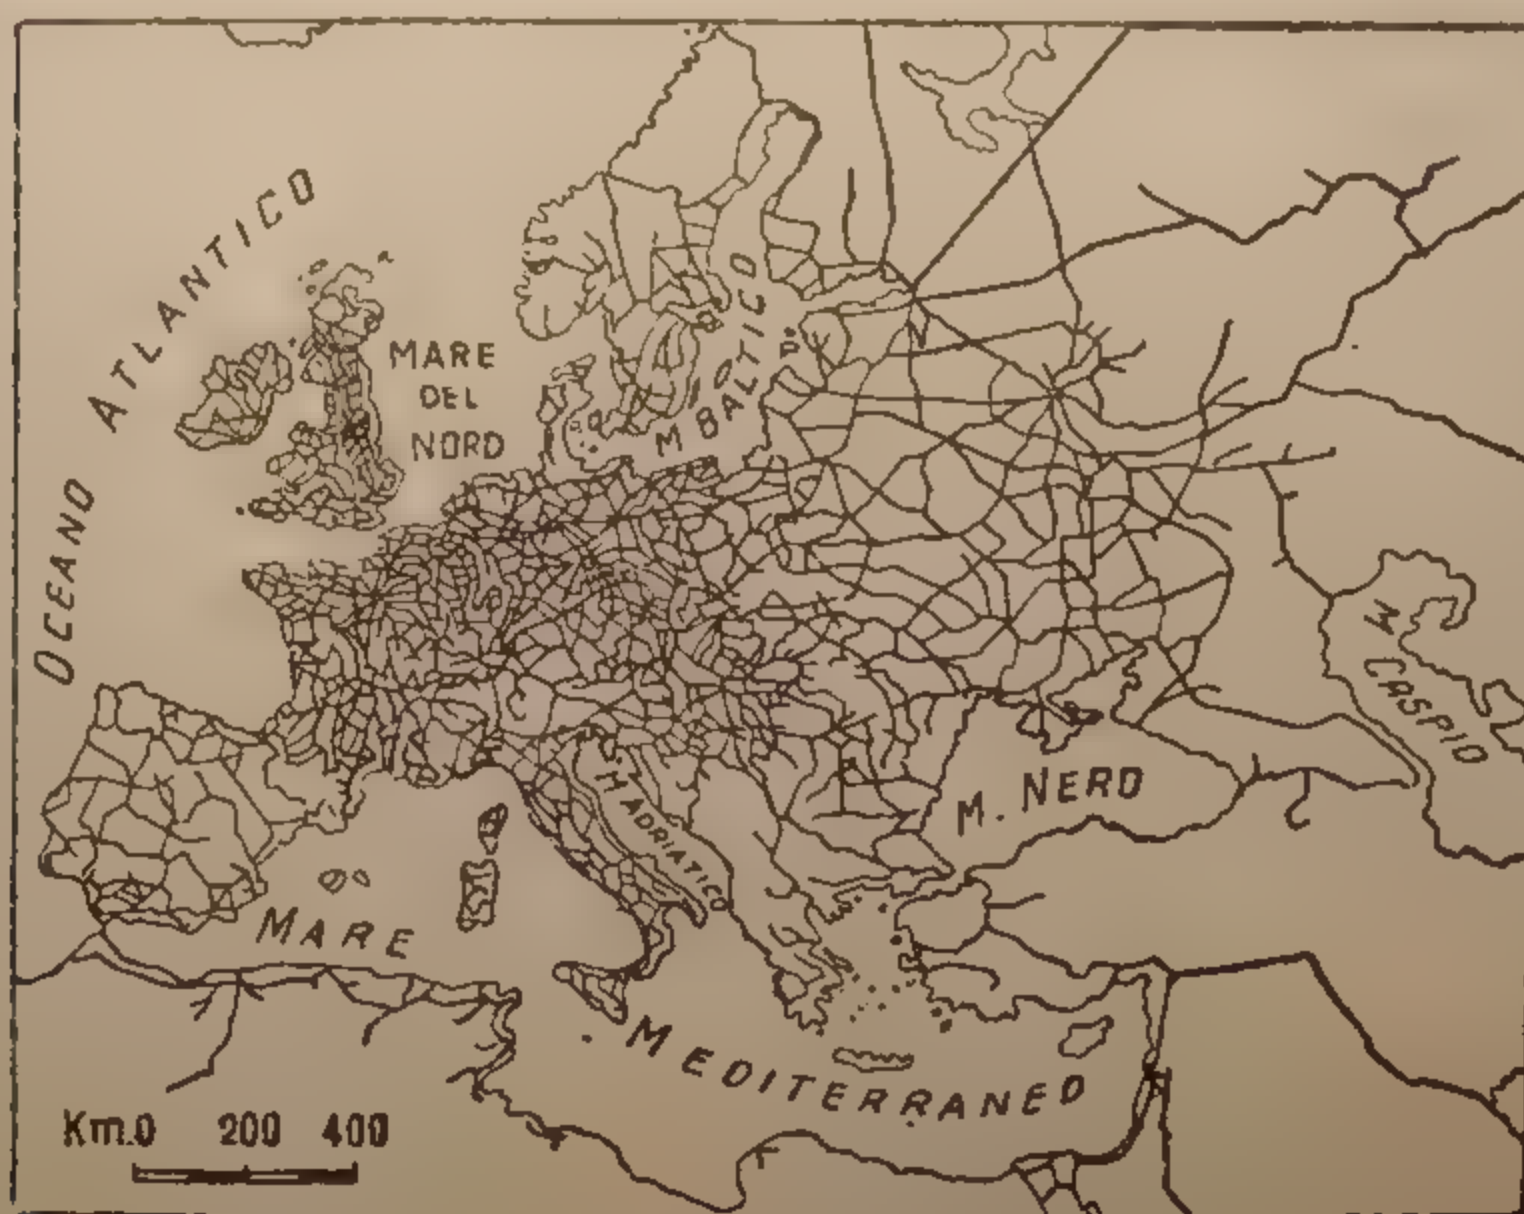 OCEANO ATLANTICO
MARE
DEL
NORD
M BALTICO
M CASPIO
M. NERO
M ADRIATICO
MARE MEDITERRANEO
Km.0 200 400